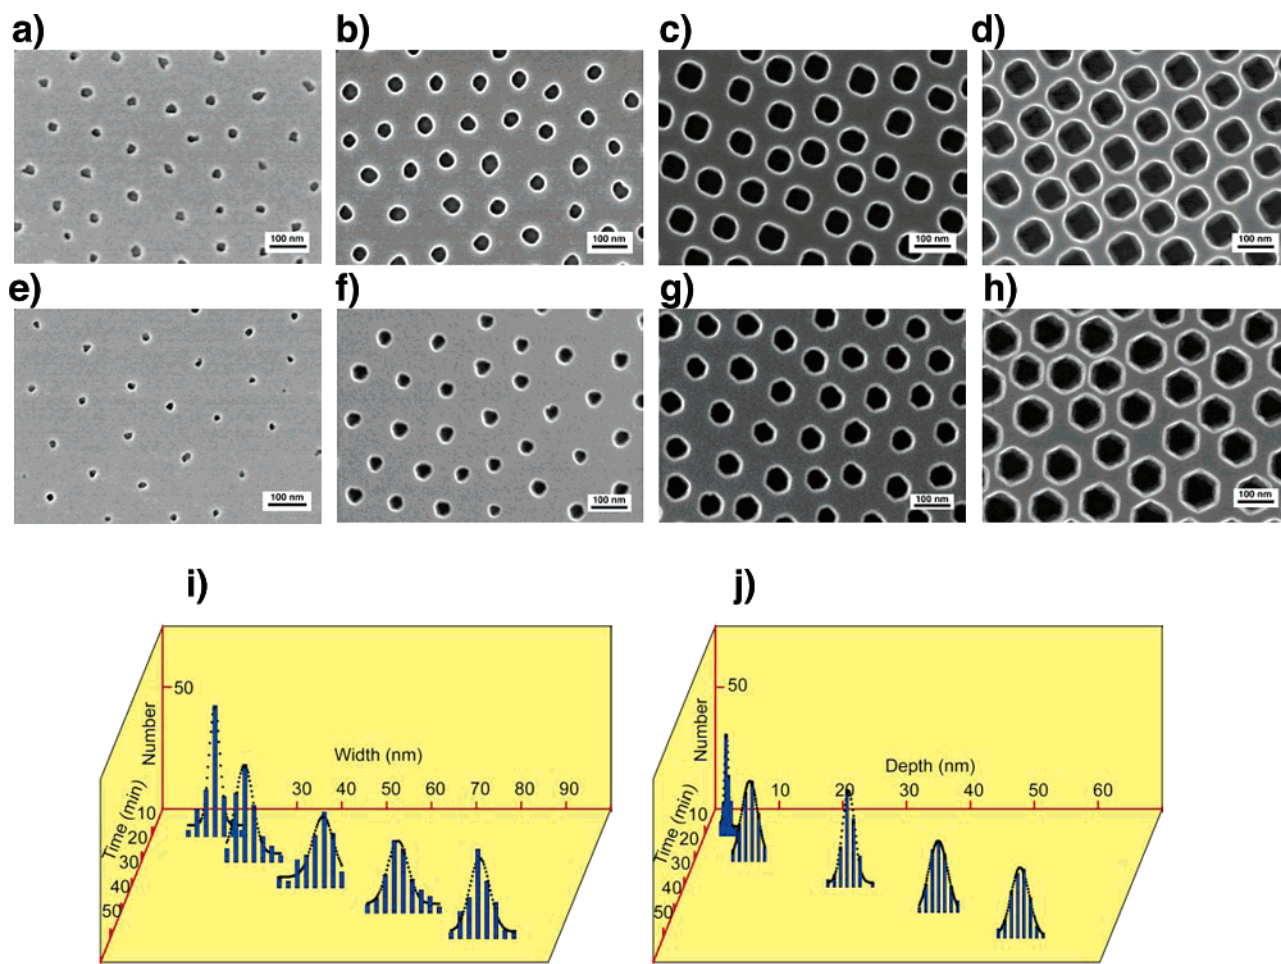 a) b) c) d)
100 nm 100 nm 100 nm 100 nm
e) f) g) h)
100 nm 100 nm 100 nm 100 nm
i) j)
50
Number
Width (nm)
30 40 50 60 70 80 90
Time (min)
10
20
30
40
50
50
Number
Depth (nm)
10 20 30 40 50 60
Time (min)
10
20
30
40
50